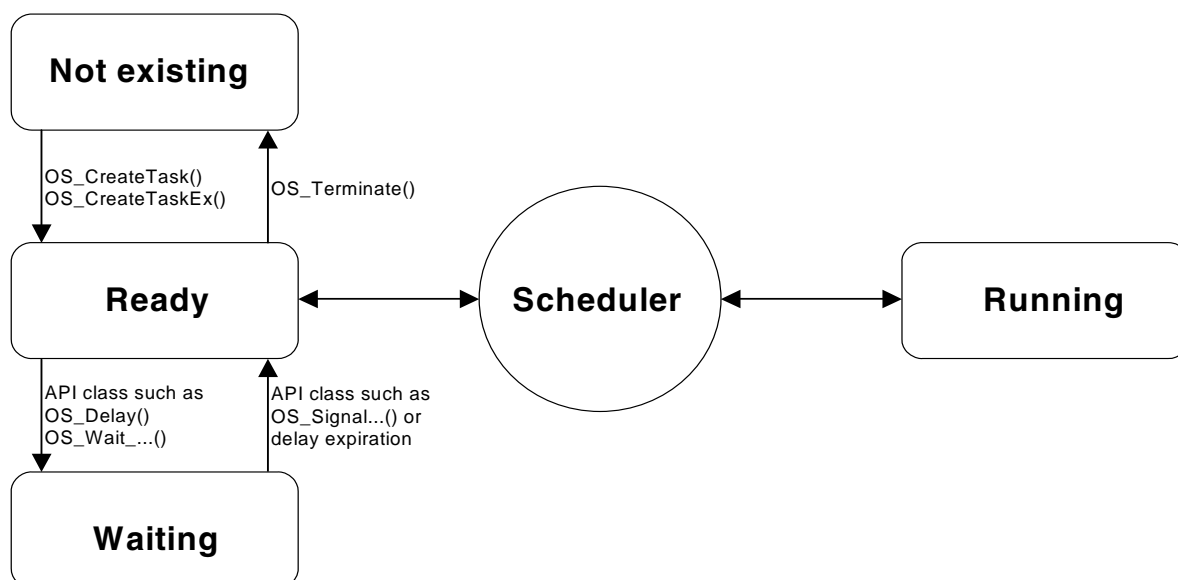 Not existing
OS_CreateTask()
OS_CreateTaskEx()
OS_Terminate()
Ready
Scheduler
Running
API class such as
OS_Delay()
OS_Wait_...()
API class such as
OS_Signal...() or
delay expiration
Waiting